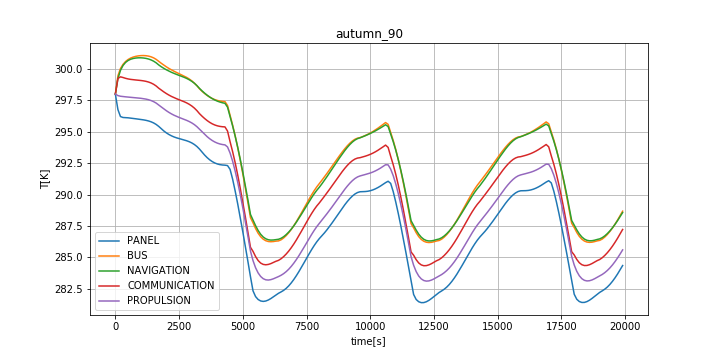 autumn_90
T[K]
300.0
297.5
295.0
292.5
290.0
287.5
285.0
282.5
PANEL
BUS
NAVIGATION
COMMUNICATION
PROPULSION
0 2500 5000 7500 10000 12500 15000 17500 20000
time[s]